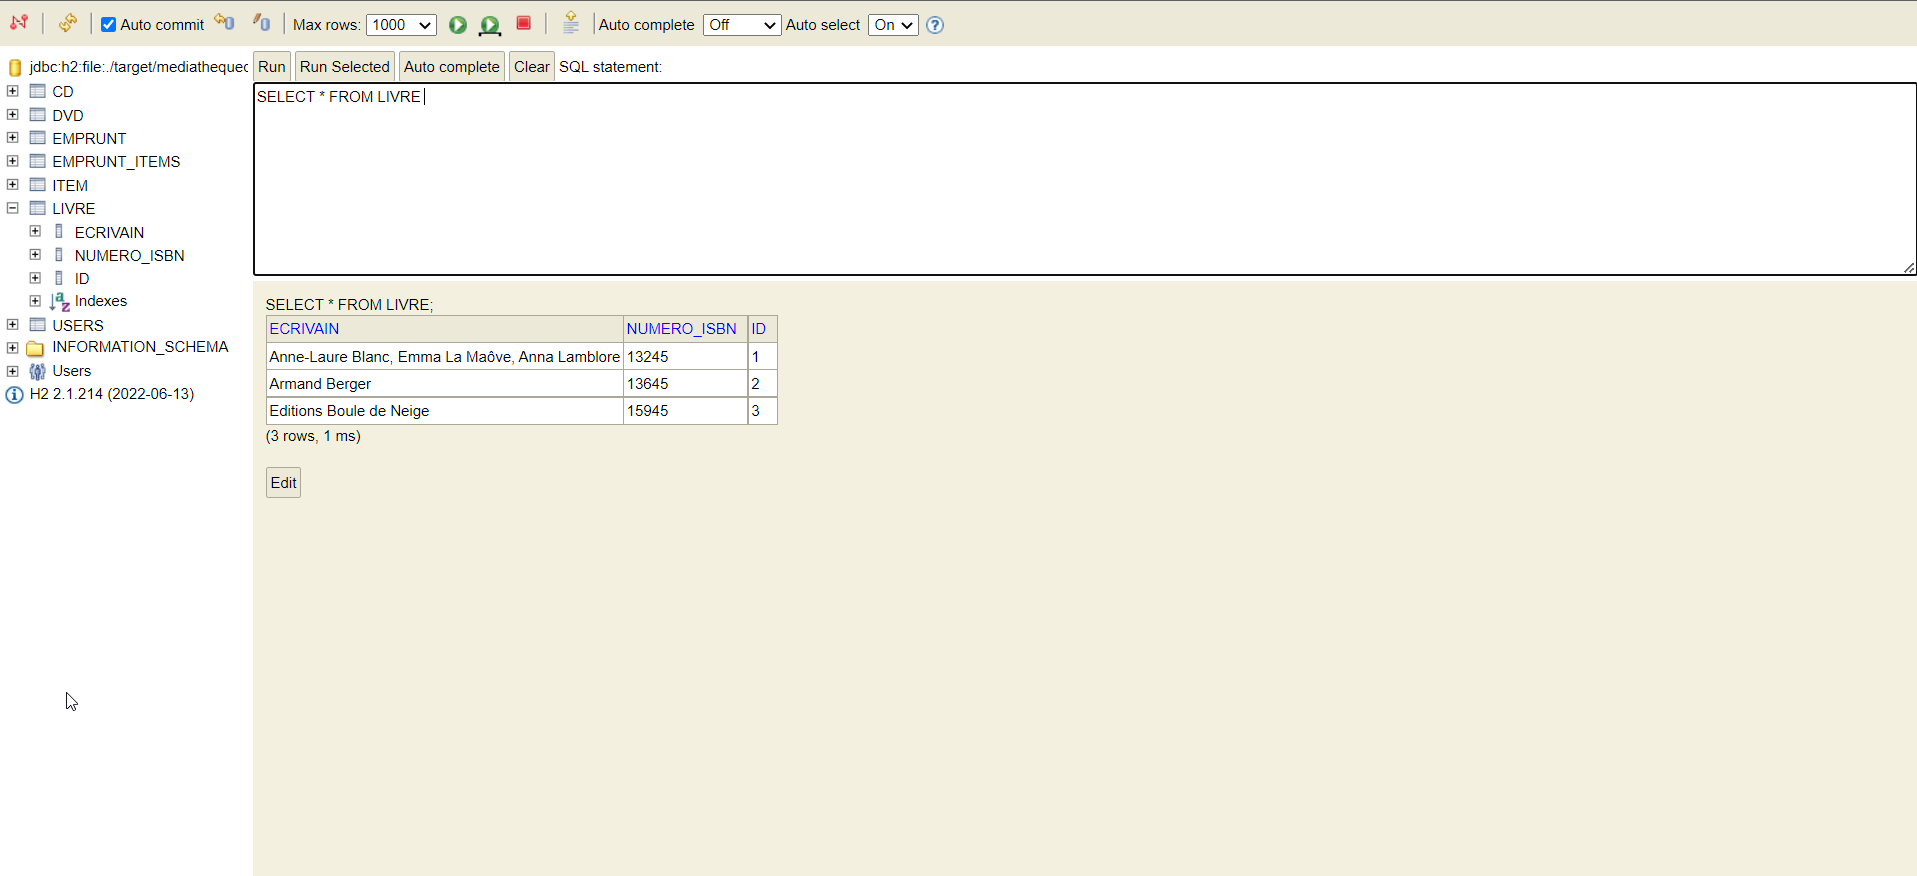 Auto commit Max rows: 1000 Auto complete Off Auto select On ?
jdbc:h2:file:./target/mediathequec
CD
DVD
EMPRUNT
EMPRUNT_ITEMS
ITEM
LIVRE
ECRIVAIN
NUMERO_ISBN
ID
Indexes
USERS
INFORMATION_SCHEMA
Users
H2 2.1.214 (2022-06-13)
Run Run Selected Auto complete Clear SQL statement:
SELECT * FROM LIVRE
SELECT * FROM LIVRE;
ECRIVAIN NUMERO_ISBN ID
Anne-Laure Blanc, Emma La Maôve, Anna Lamblore 13245 1
Armand Berger 13645 2
Editions Boule de Neige 15945 3
(3 rows, 1 ms)
Edit